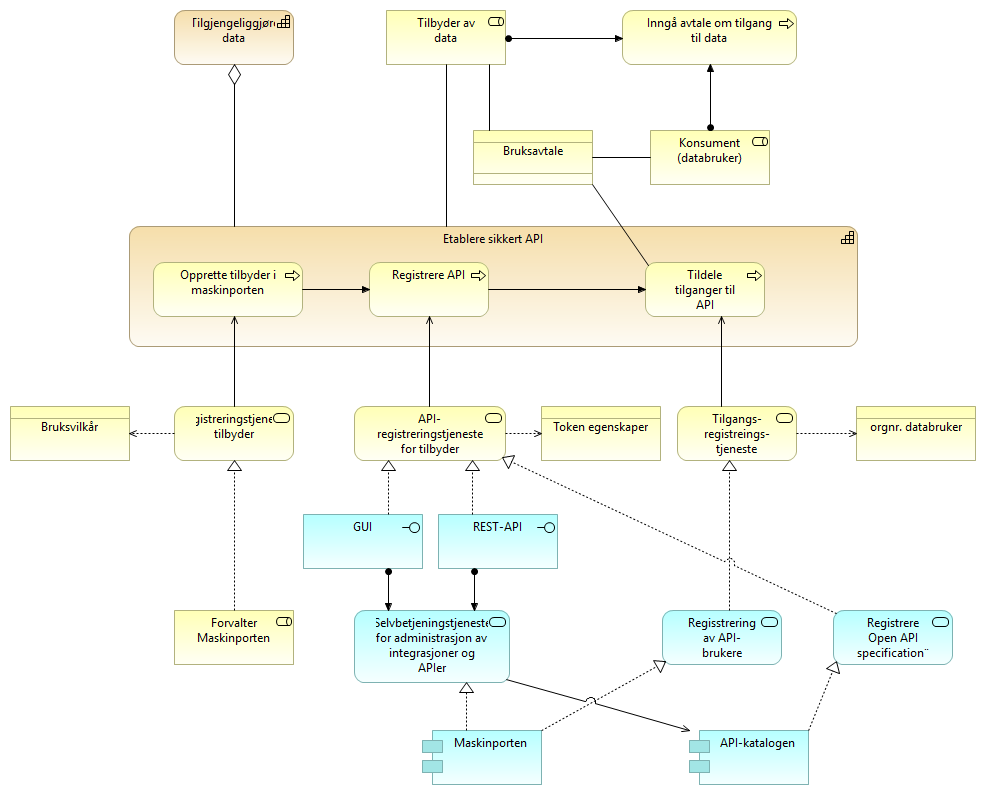 Tilgjengeliggjøre
data
Tilbyder av
data
Inngå avtale om tilgang
til data
Bruksavtale
Konsument
(databruker)
Etablere sikkert API
Opprette tilbyder i
maskinporten
Registrere API
Tildele
tilganger til
API
Bruksvilkår
gistreringstjene
tilbyder
API-
registreringstjeneste
for tilbyder
Token egenskaper
Tilgangs-
registreings-
tjeneste
orgnr. databruker
GUI
REST-API
Forvalter
Maskinporten
Selvbetjeningstjeneste
for administrasjon av
integrasjoner og
APIer
Regisstrering
av API-
brukere
Registrere
Open API
specification¨
Maskinporten
API-katalogen